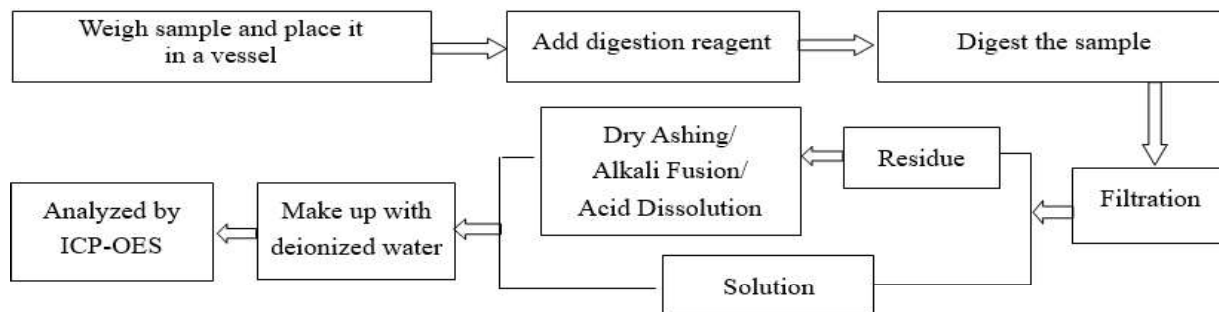 Weigh sample and place it
in a vessel
Add digestion reagent
Digest the sample
Filtration
Residue
Dry Ashing/
Alkali Fusion/
Acid Dissolution
Solution
Make up with
deionized water
Analyzed by
ICP-OES